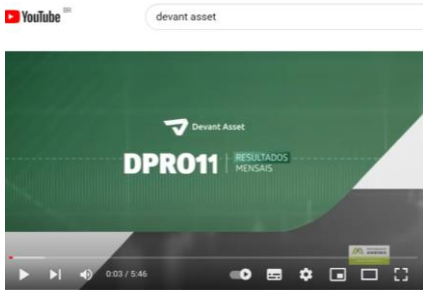 YouTube BR
devant asset
Devant Asset
DPRO11
RESULTADOS
MENSAIS
0:03 / 5:46